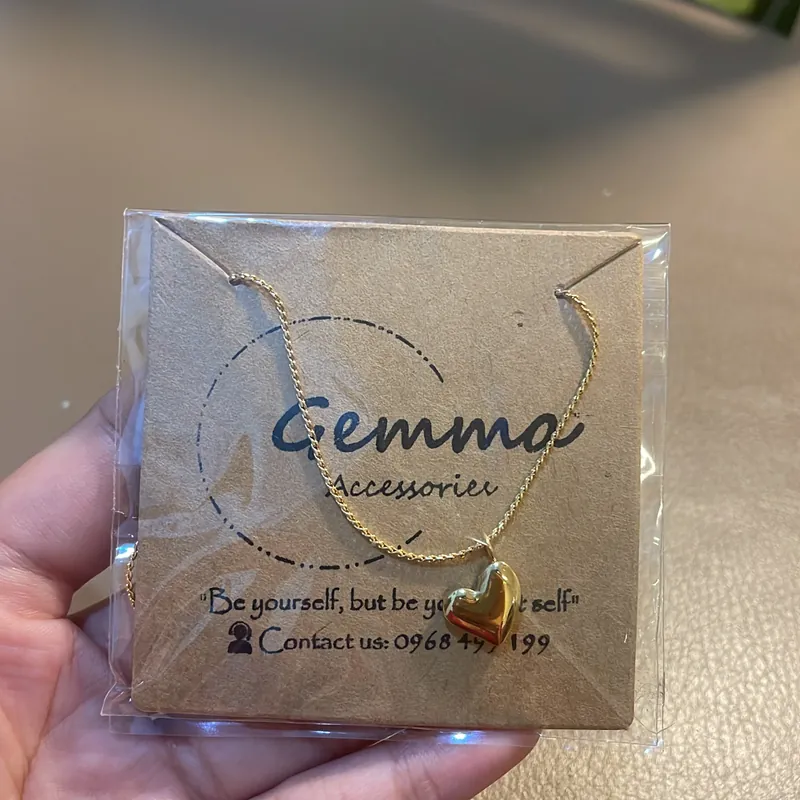 Gemma
Accessories
"Be yourself, but be self"
Contact us: 0968 199